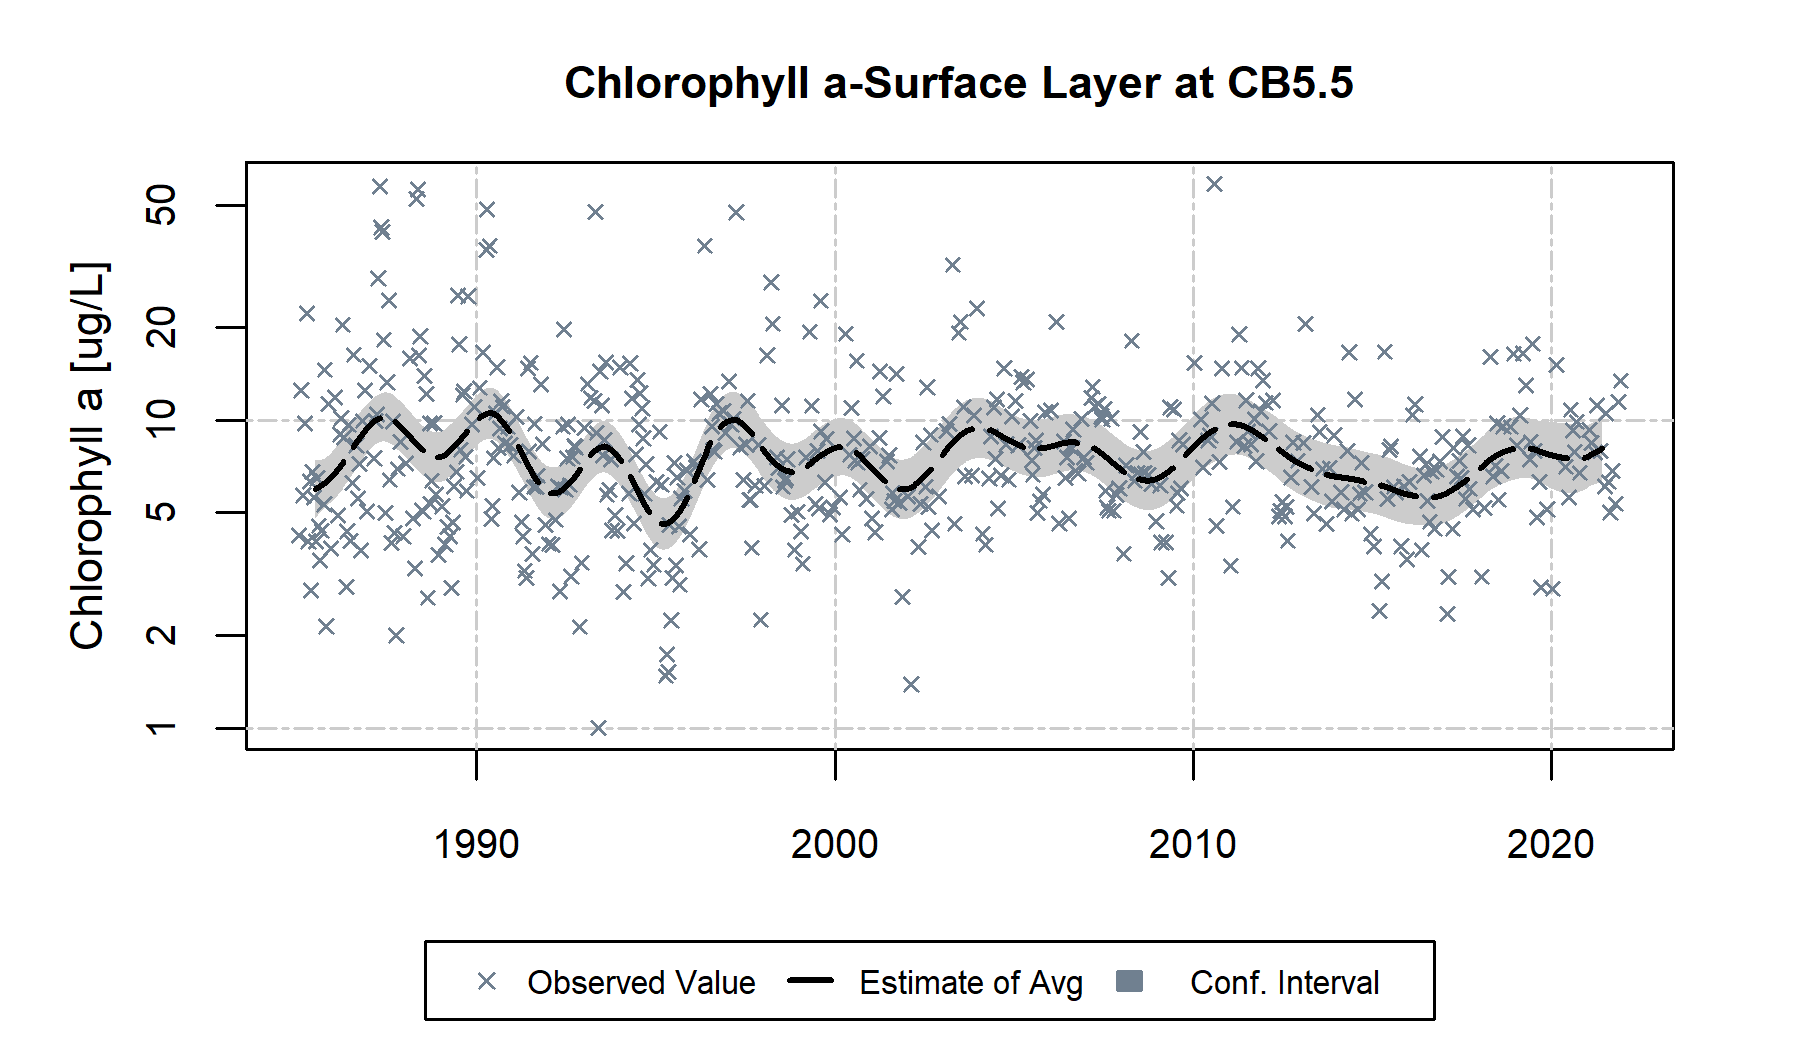 Chlorophyll a-Surface Layer at CB5.5
Chlorophyll a [ug/L]
50
20
10
5
2
1
1990 2000 2010 2020
Observed Value Estimate of Avg Conf. Interval